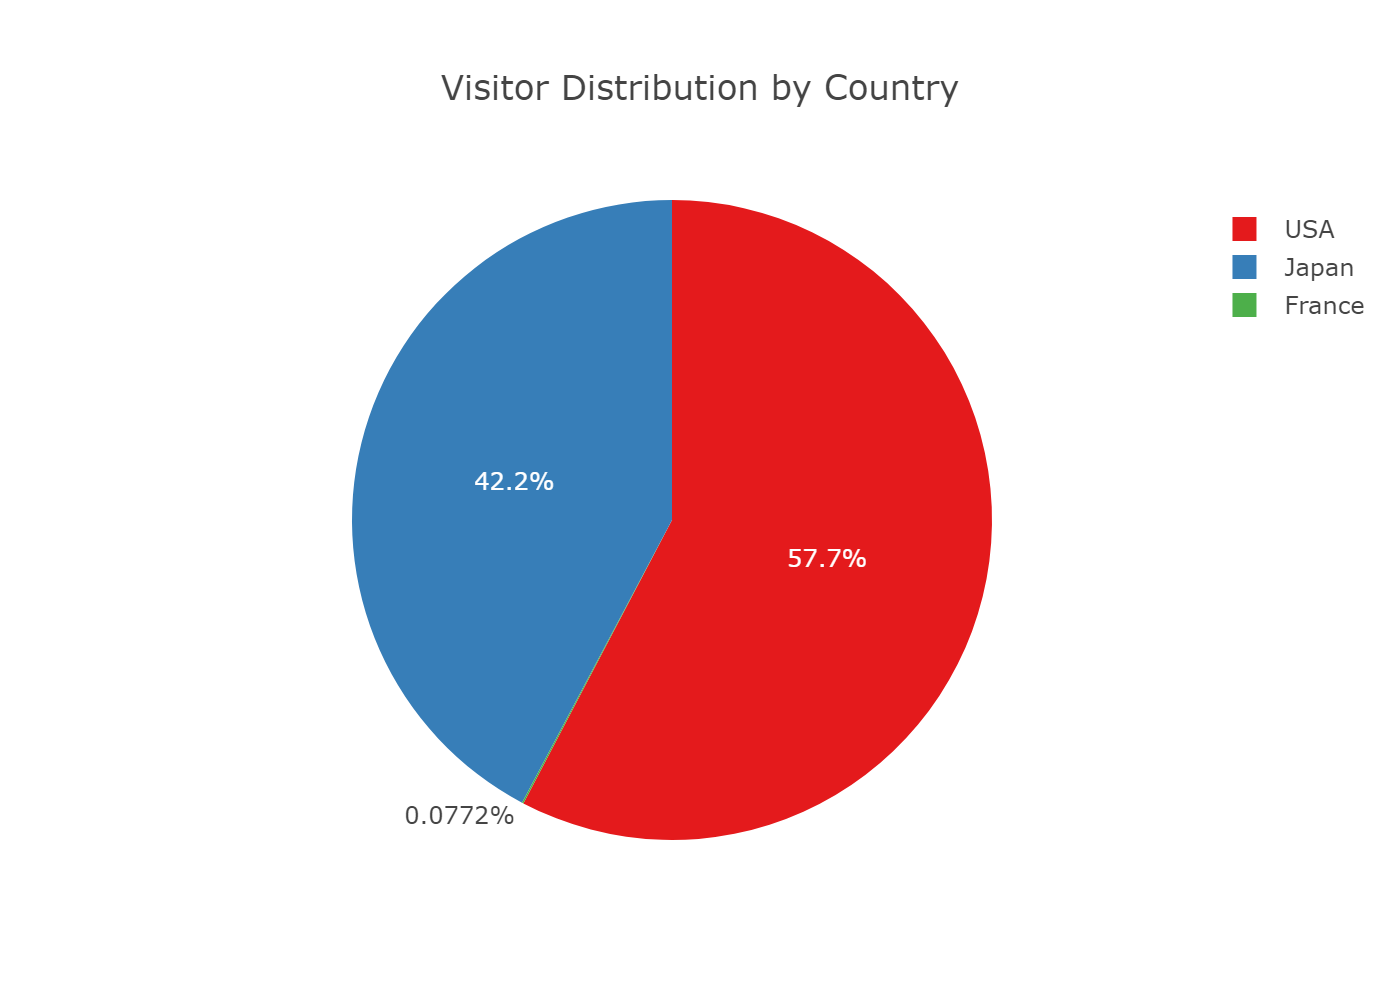 Visitor Distribution by Country
USA
Japan
France
42.2%
57.7%
0.0772%